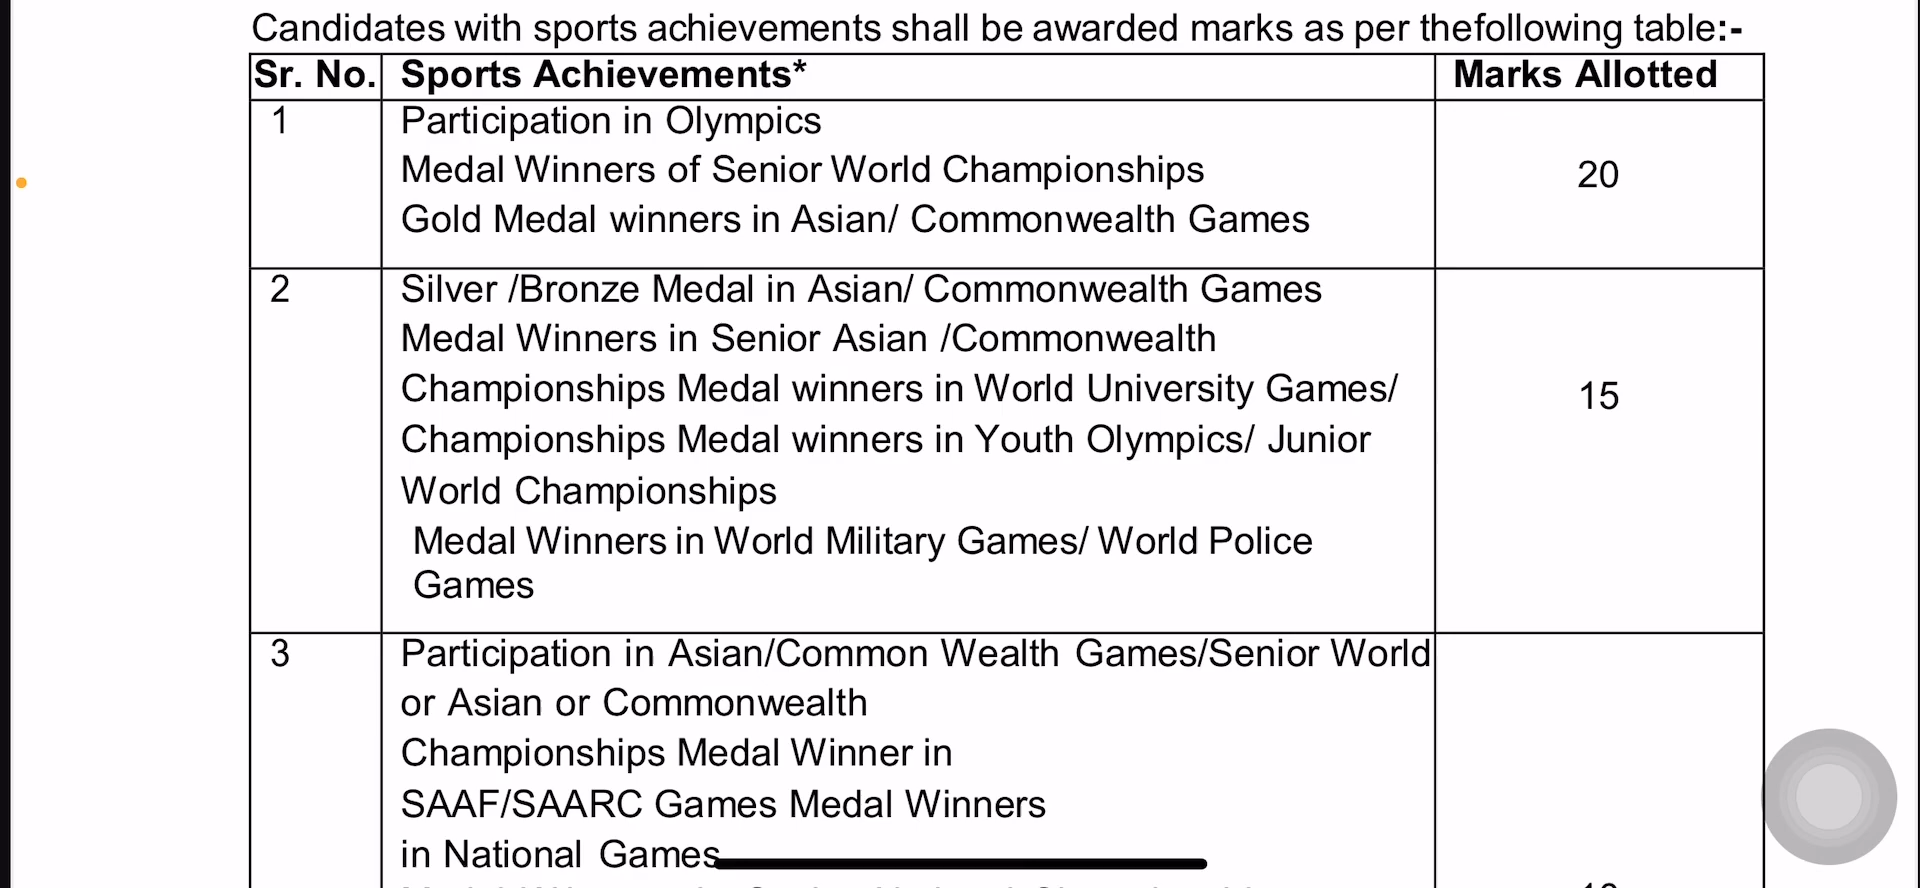 Candidates with sports achievements shall be awarded marks as per thefollowing table:-
Sr. No. Sports Achievements* Marks Allotted
1 Participation in Olympics
Medal Winners of Senior World Championships
20
Gold Medal winners in Asian/ Commonwealth Games
2 Silver /Bronze Medal in Asian/ Commonwealth Games
Medal Winners in Senior Asian /Commonwealth
Championships Medal winners in World University Games/
15
Championships Medal winners in Youth Olympics/ Junior
World Championships
Medal Winners in World Military Games/ World Police
Games
3 Participation in Asian/Common Wealth Games/Senior World
or Asian or Commonwealth
Championships Medal Winner in
SAAF/SAARC Games Medal Winners
in National Games